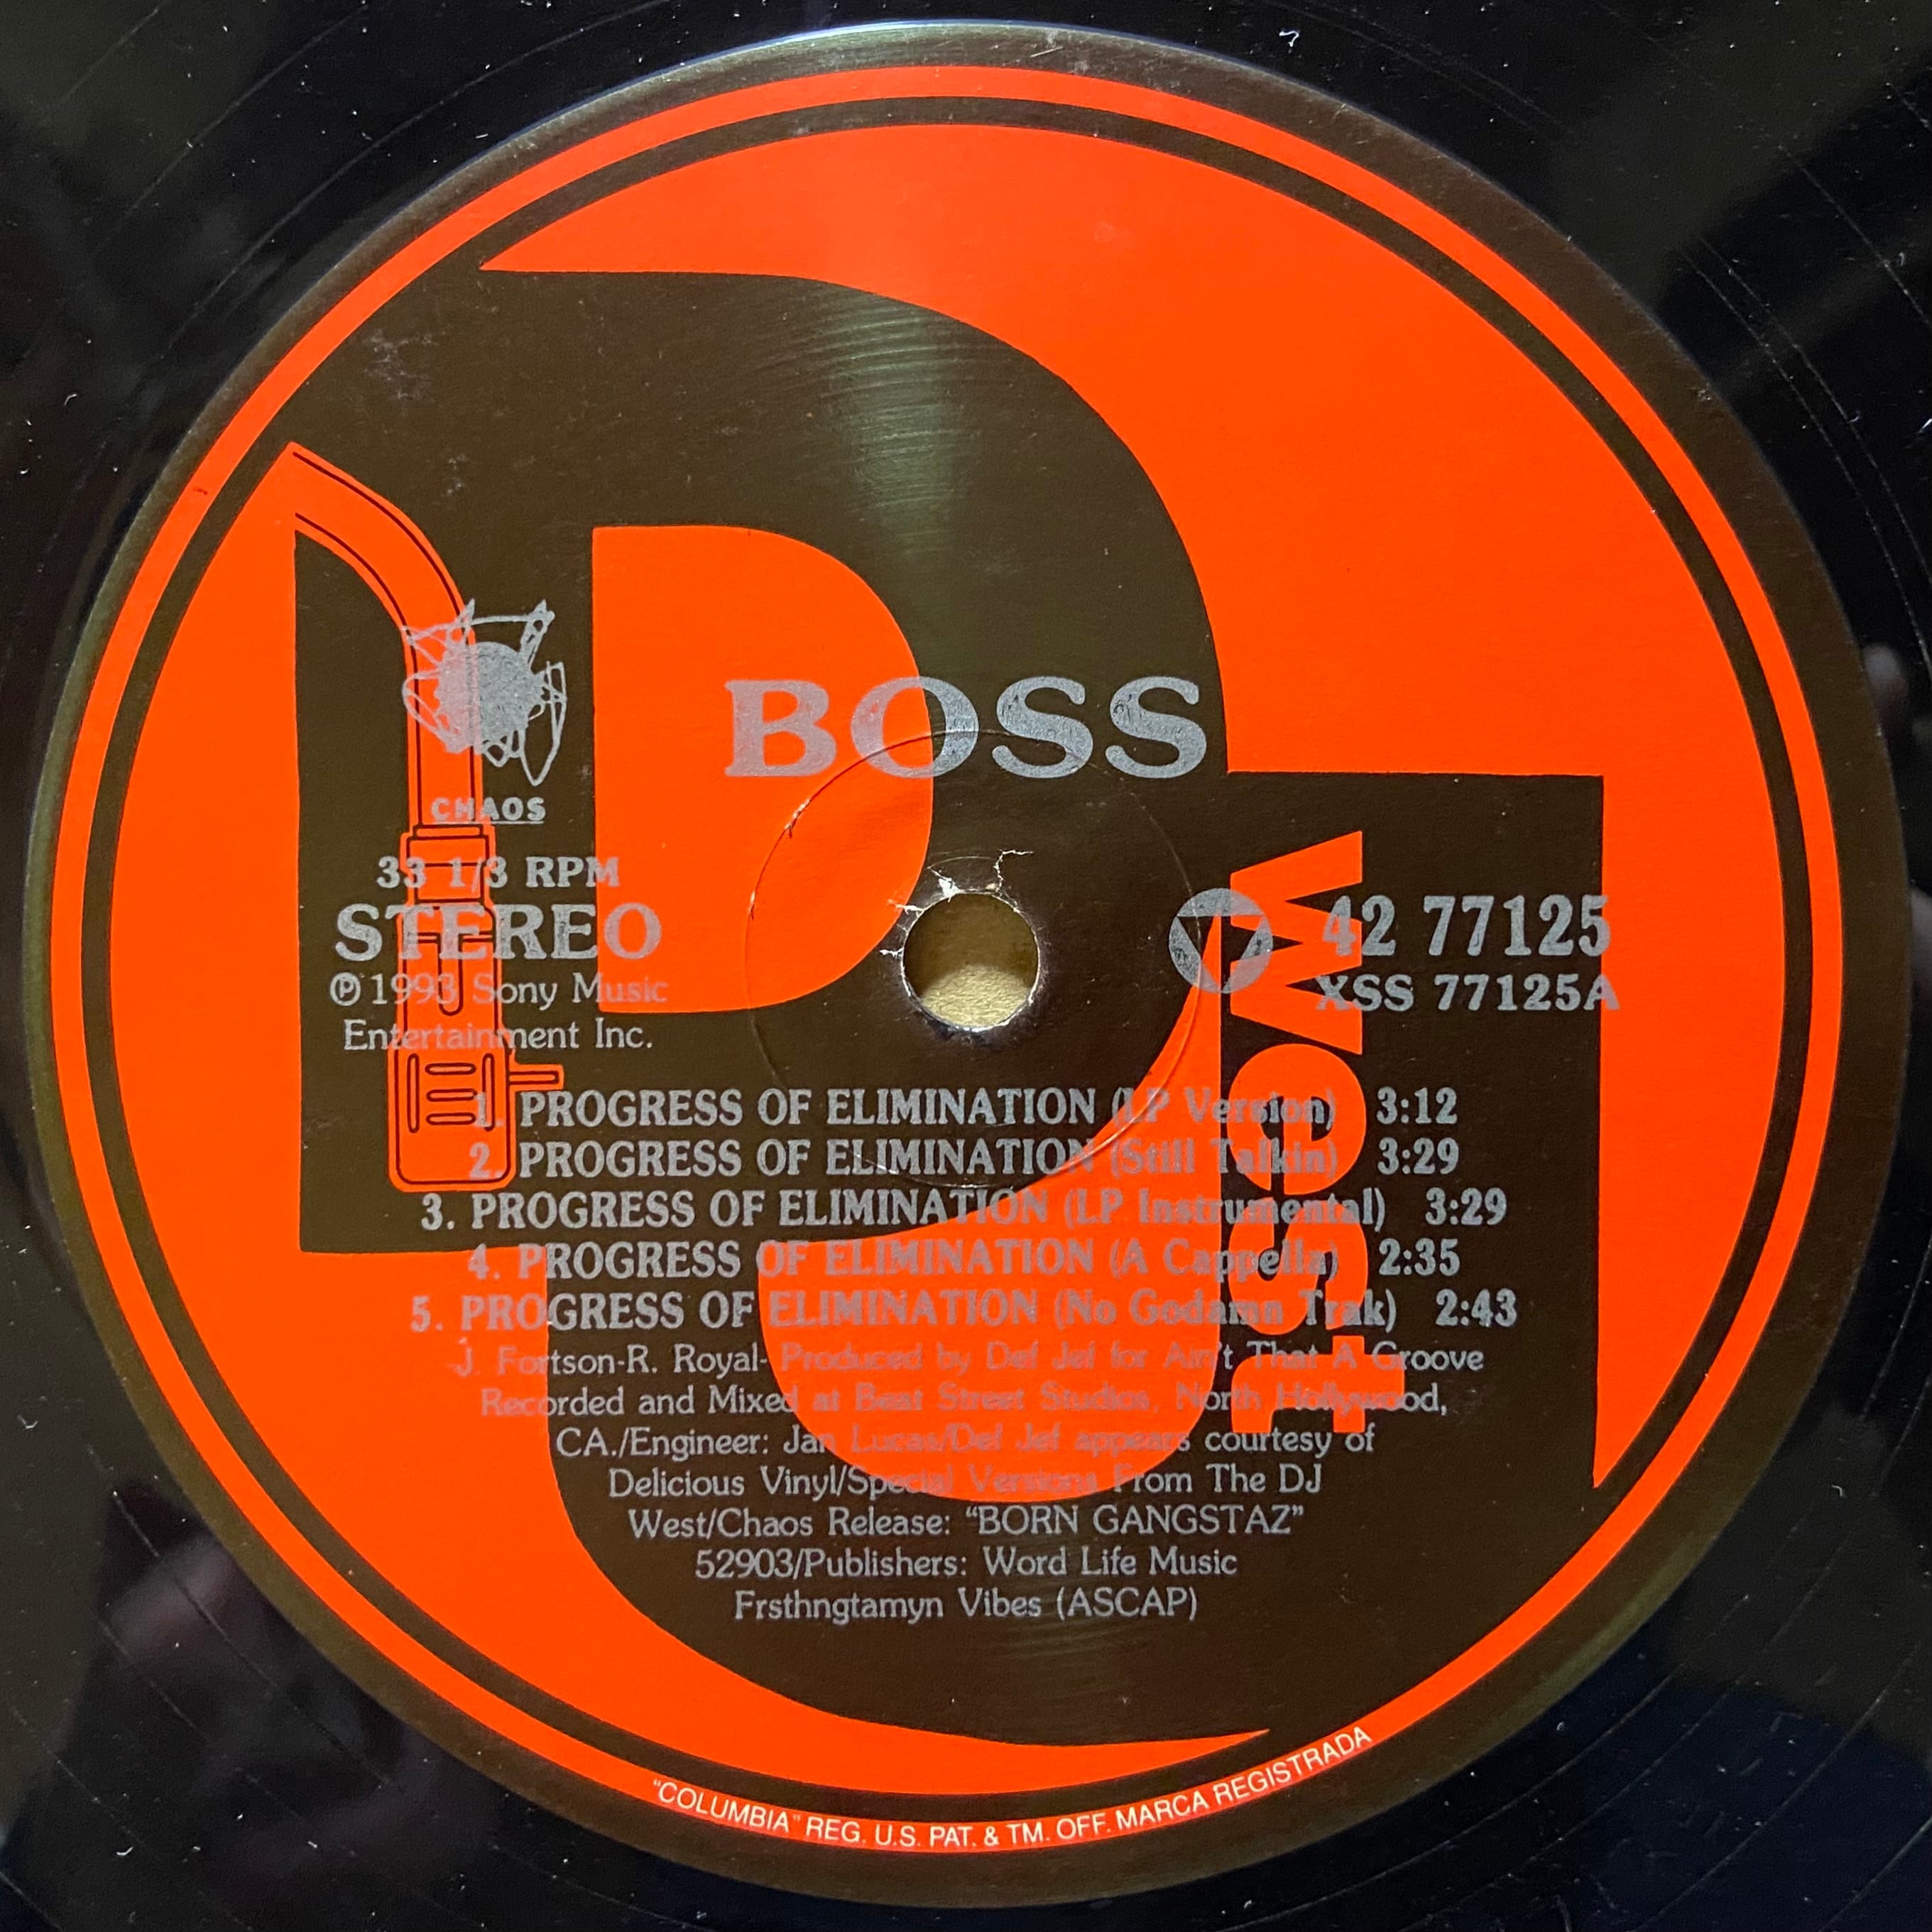 BOSS
CHAOS
33 1/3 RPM
STEREO
℗ 1993 Sony Music
Entertainment Inc.
West
42 77125
XSS 77125A
1. PROGRESS OF ELIMINATION (LP Version) 3:12
2. PROGRESS OF ELIMINATION (Still Talkin) 3:29
3. PROGRESS OF ELIMINATION (LP Instrumental) 3:29
4. PROGRESS OF ELIMINATION (A Cappella) 2:35
5. PROGRESS OF ELIMINATION (No Godamn Trak) 2:43
J. Fortson-R. Royal- Produced by Def Jef for Ain't That A Groove
Recorded and Mixed at Beat Street Studios, North Hollywood,
CA./Engineer: Jan Lucas/Def Jef appears courtesy of
Delicious Vinyl/Special Versions From The DJ
West/Chaos Release: “BORN GANGSTAZ”
52903/Publishers: Word Life Music
Frsthngtamyn Vibes (ASCAP)
“COLUMBIA” REG. U.S. PAT. & TM. OFF. MARCA REGISTRADA
DJ